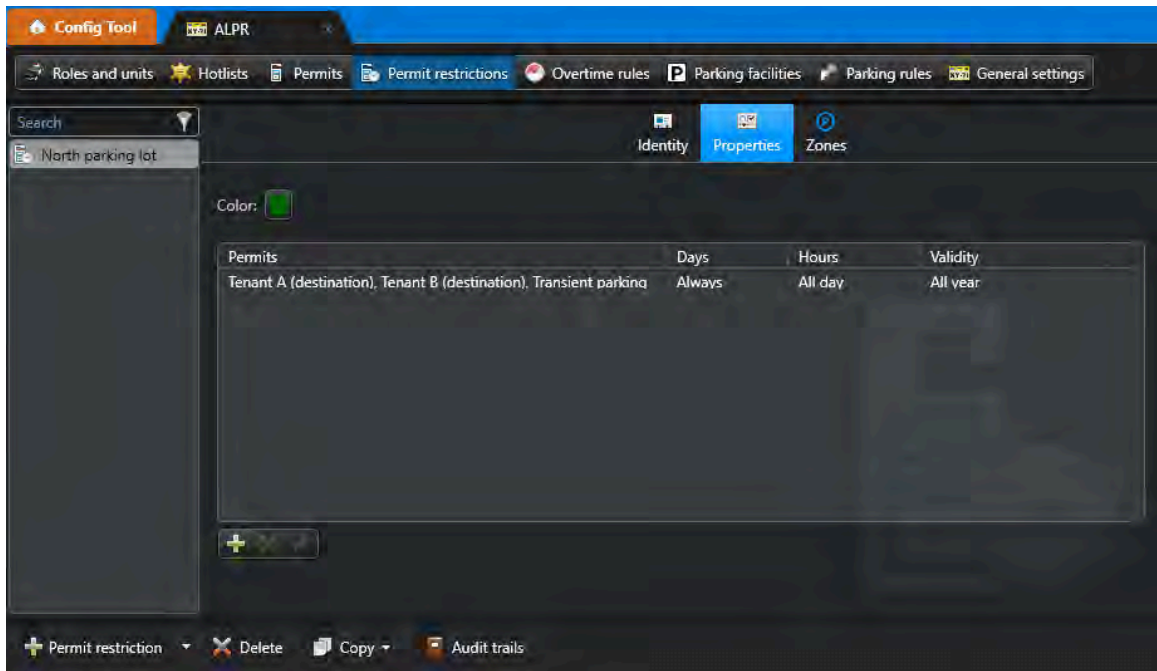 Config Tool ALPR
Roles and units Hotlists Permits Permit restrictions Overtime rules P Parking facilities Parking rules General settings
Search
North parking lot
Identity Properties Zones
Color:
Permits Days Hours Validity
Tenant A (destination), Tenant B (destination), Transient parking Always All day All year
Permit restriction Delete Copy Audit trails